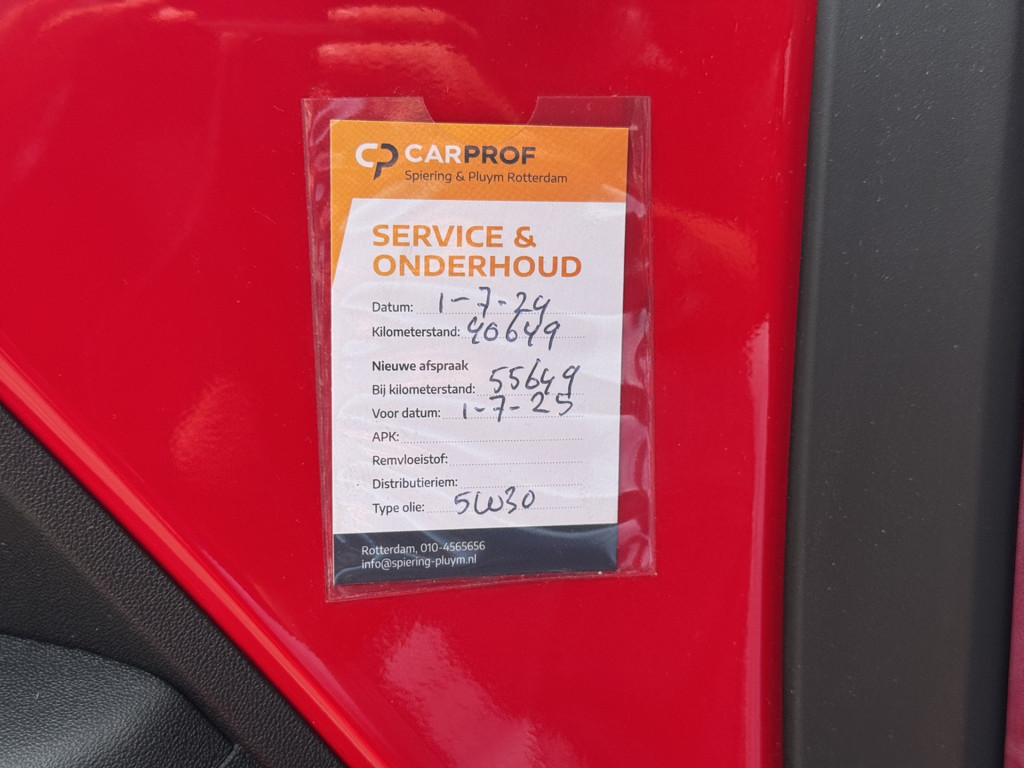 CP CARPROF
Spiering & Pluym Rotterdam
SERVICE &
ONDERHOUD
Datum: 1-7-24
Kilometerstand: 40649
Nieuwe afspraak
Bij kilometerstand: 55649
Voor datum: 1-7-25
APK:
Remvloeistof:
Distributieriem:
Type olie: 5W30
Rotterdam, 010-4565656
info@spiering-pluym.nl